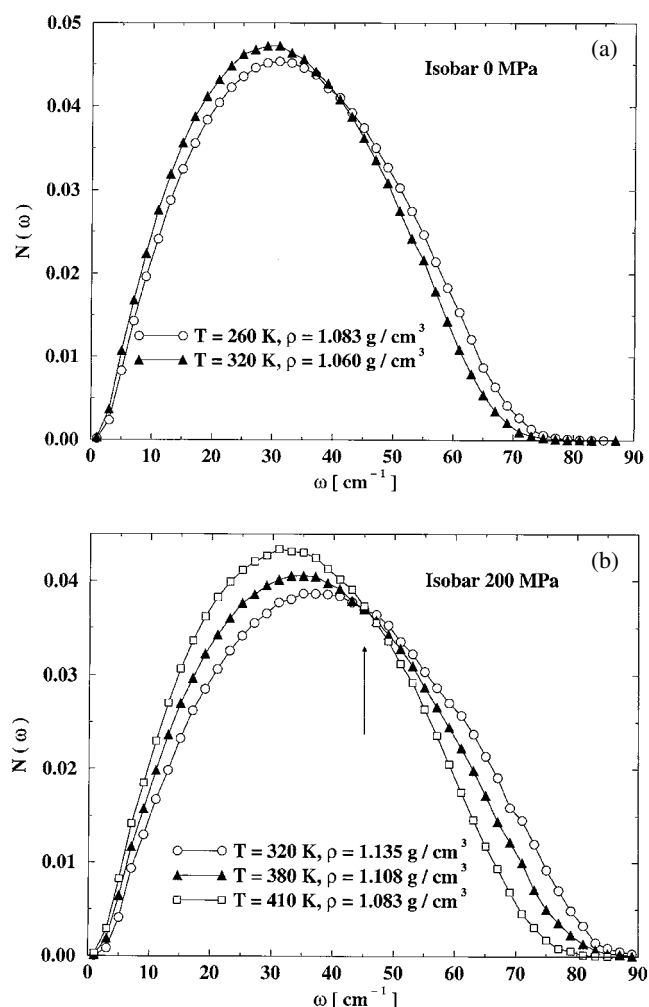 (a)
Isobar 0 MPa
0.05
0.04
0.03
0.02
0.01
0.00
N (ω)
T = 260 K, ρ = 1.083 g / cm³
T = 320 K, ρ = 1.060 g / cm³
0 10 20 30 40 50 60 70 80 90
ω [ cm⁻¹ ]
(b)
Isobar 200 MPa
0.04
0.03
0.02
0.01
0.00
N (ω)
T = 320 K, ρ = 1.135 g / cm³
T = 380 K, ρ = 1.108 g / cm³
T = 410 K, ρ = 1.083 g / cm³
0 10 20 30 40 50 60 70 80 90
ω [ cm⁻¹ ]